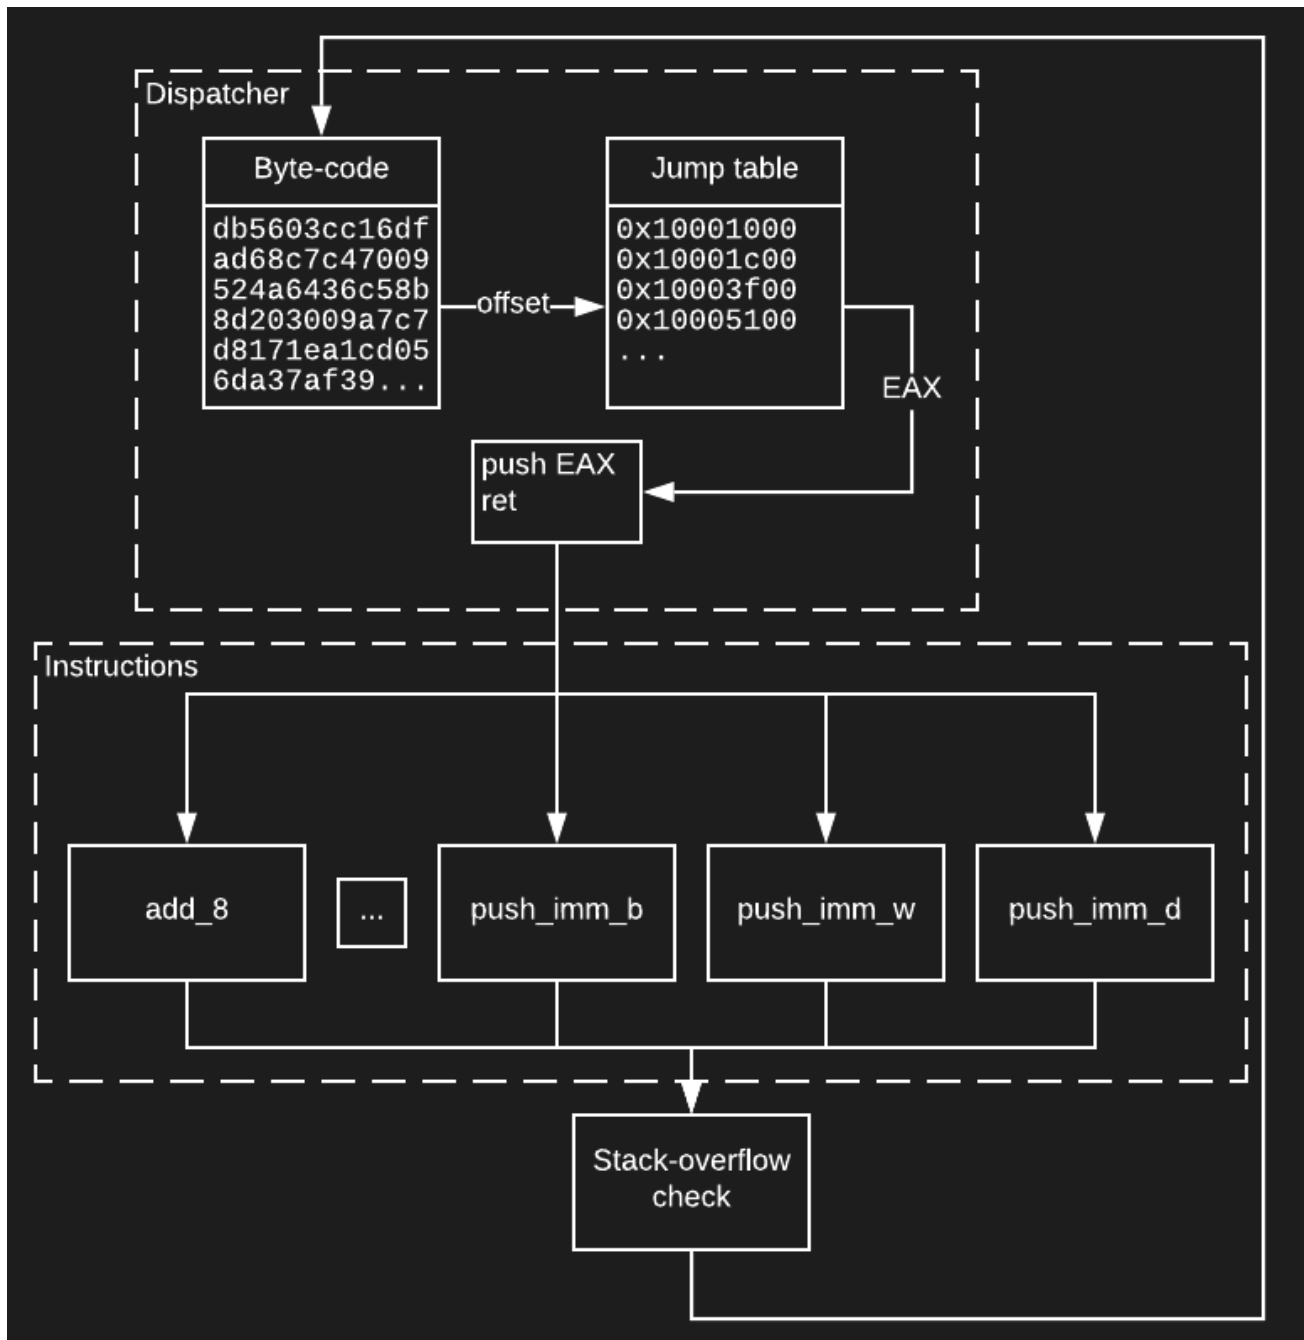 Dispatcher
Byte-code
db5603cc16df
ad68c7c47009
524a6436c58b
8d203009a7c7
d8171ea1cd05
6da37af39...
offset
Jump table
0x10001000
0x10001c00
0x10003f00
0x10005100
...
EAX
push EAX
ret
Instructions
add_8
...
push_imm_b
push_imm_w
push_imm_d
Stack-overflow
check